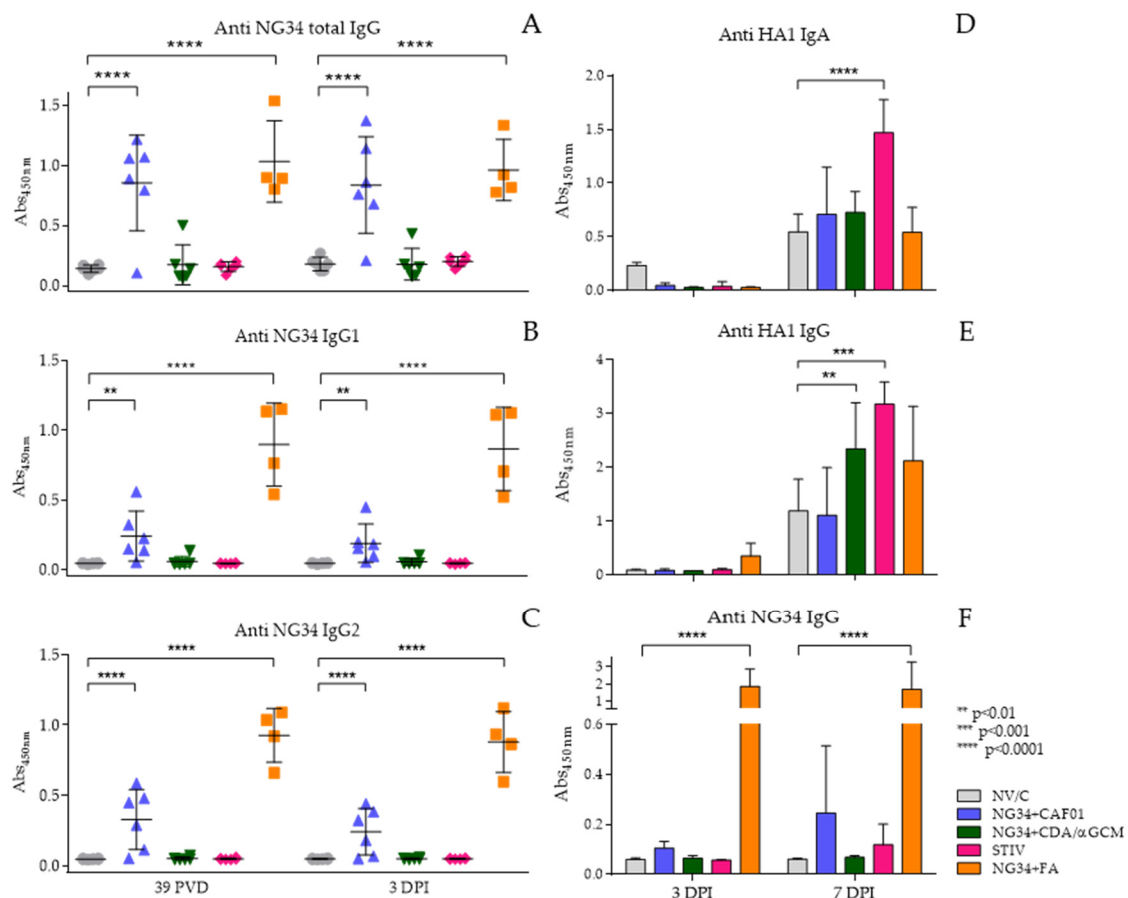 Anti NG34 total IgG
A
****
****
****
****
Abs450nm
1.5
1.0
0.5
0.0
Anti NG34 IgG1
B
****
****
**
**
Abs450nm
1.5
1.0
0.5
0.0
Anti NG34 IgG2
C
****
****
****
****
Abs450nm
1.5
1.0
0.5
0.0
39 PVD
3 DPI
Anti HA1 IgA
D
****
Abs450nm
2.0
1.5
1.0
0.5
0.0
Anti HA1 IgG
E
***
**
Abs450nm
4
3
2
1
0
Anti NG34 IgG
F
****
****
Abs450nm
3
2
1
0.6
0.4
0.2
0.0
3 DPI
7 DPI
** p<0.01
*** p<0.001
**** p<0.0001
NV/C
NG34+CAF01
NG34+CDA/αGCM
STIV
NG34+FA